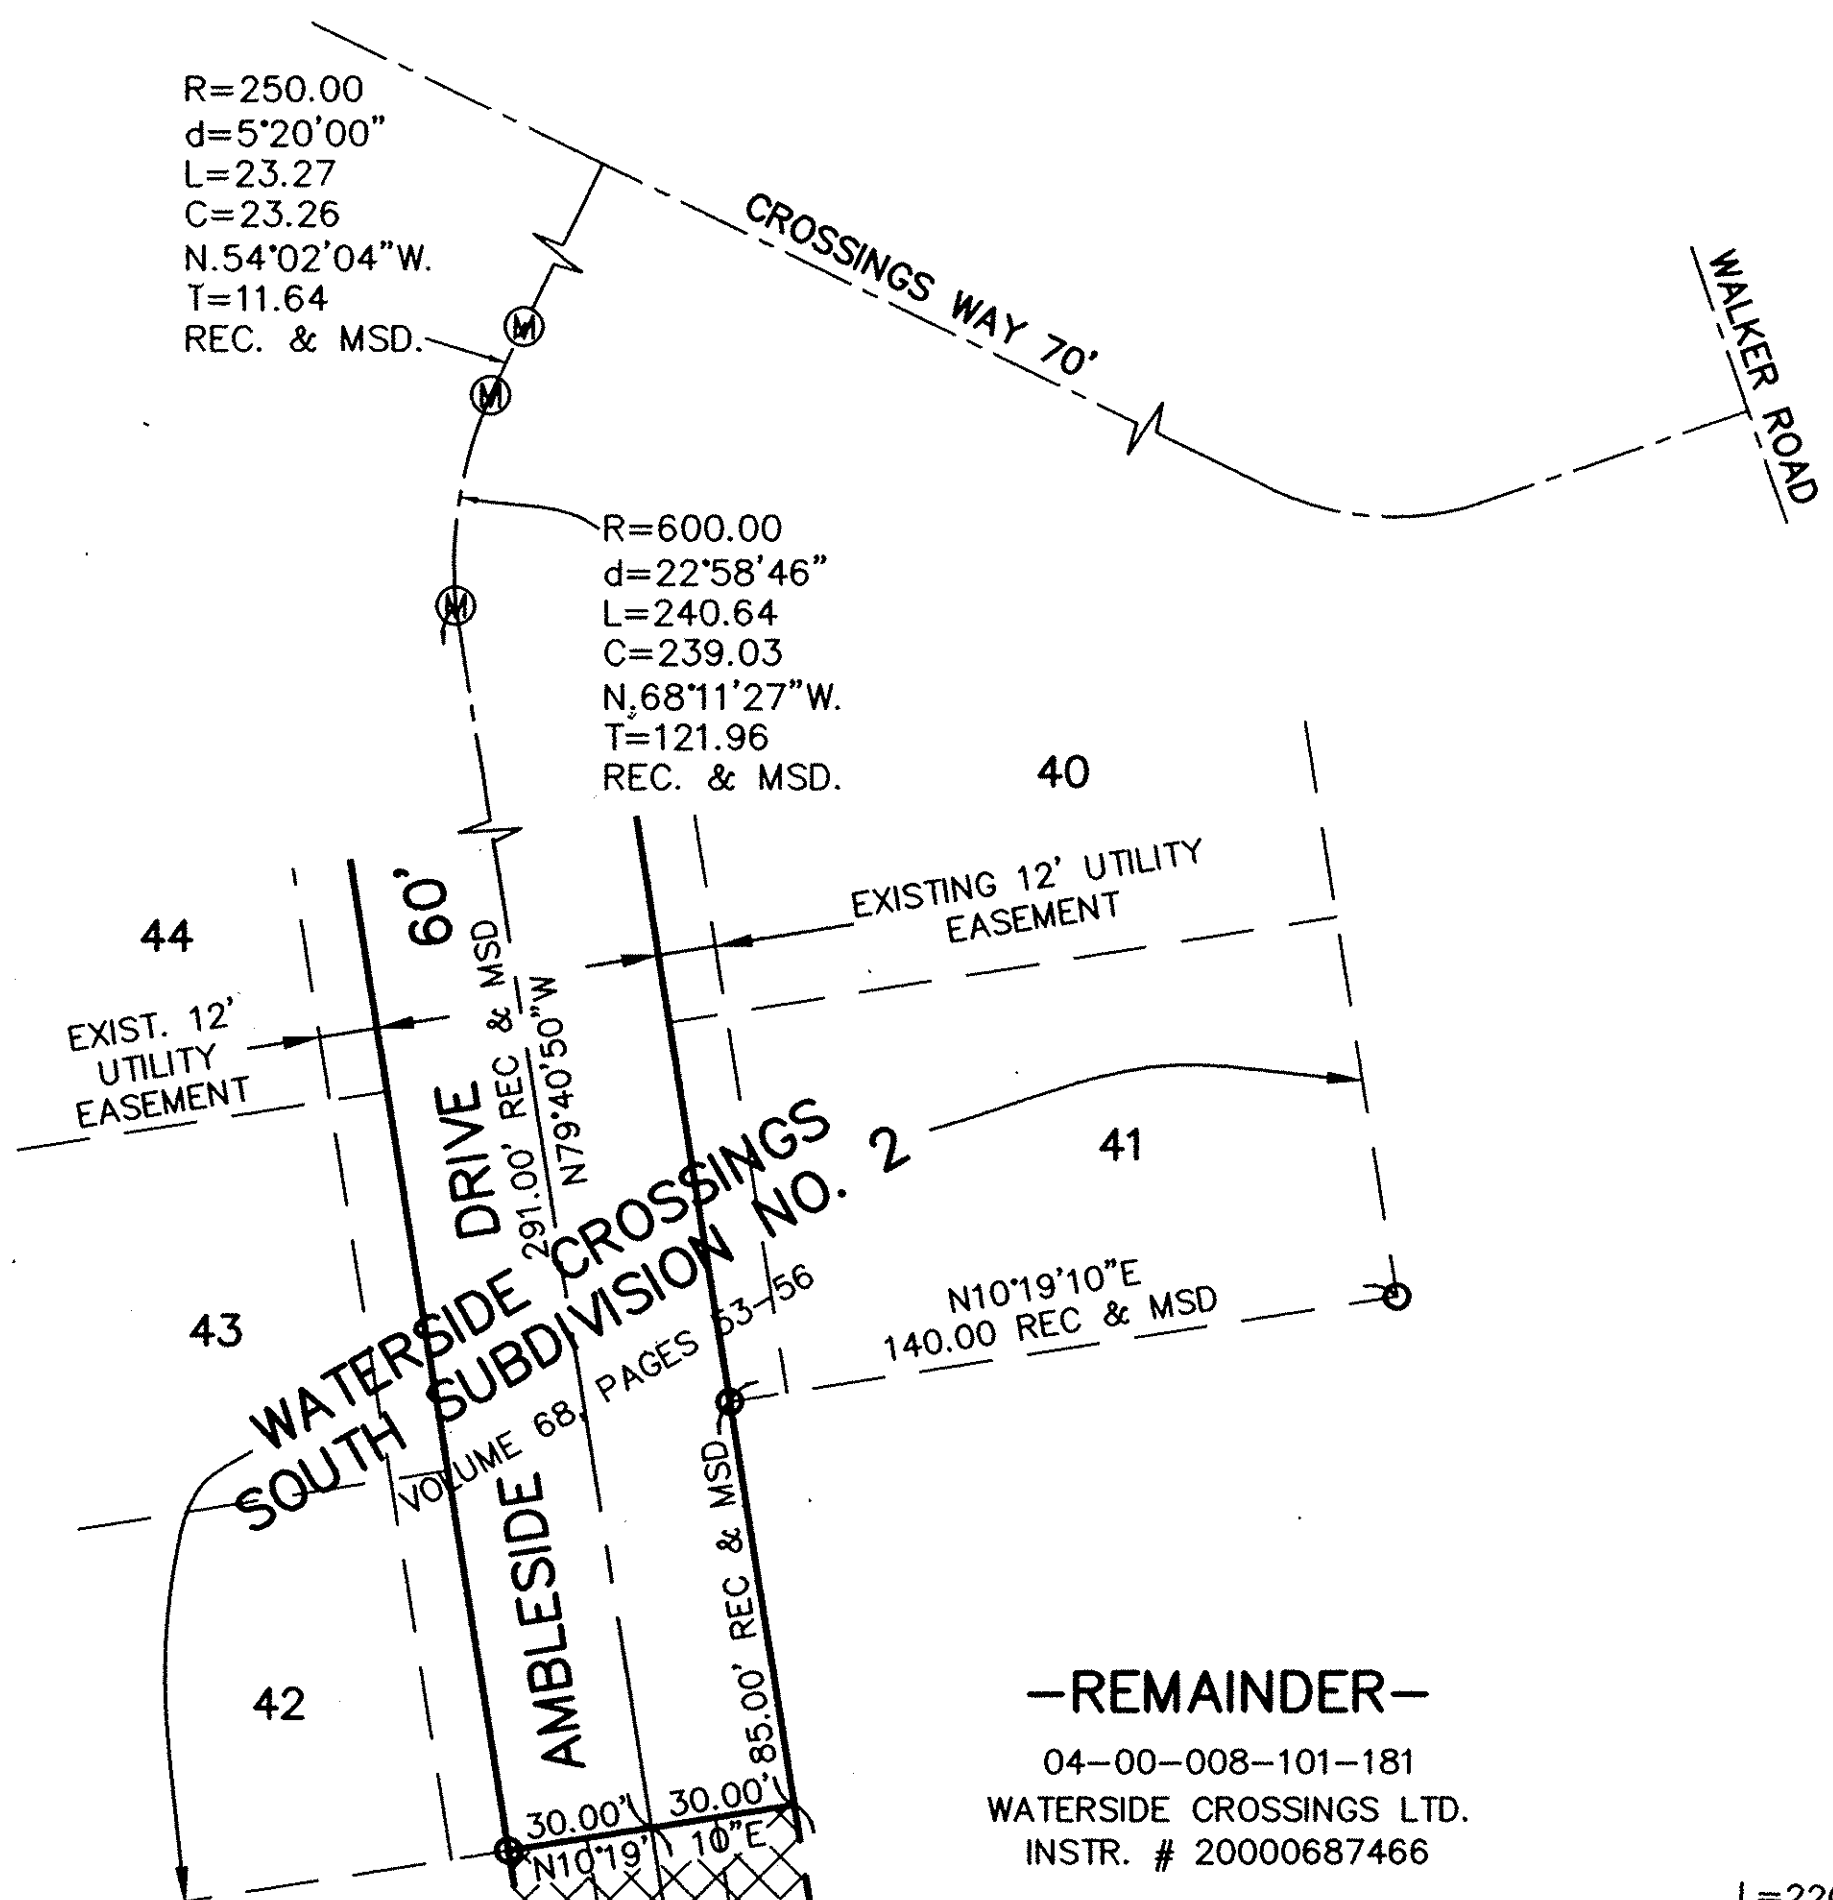 R=250.00
d=5°20'00"
L=23.27
C=23.26
N.54°02'04"W.
T=11.64
REC. & MSD.
M
M
M
CROSSINGS WAY 70'
WALKER ROAD
R=600.00
d=22°58'46"
L=240.64
C=239.03
N.68°11'27"W.
T=121.96
REC. & MSD.
40
44
60'
EXISTING 12' UTILITY
EASEMENT
EXIST. 12'
UTILITY
EASEMENT
AMBLESIDE DRIVE
291.00' REC & MSD
N79°40'50"W
WATERSIDE CROSSINGS
SOUTH SUBDIVISION NO. 2
VOLUME 68, PAGES 53-56
41
43
N10°19'10"E
140.00 REC & MSD
85.00' REC & MSD
42
30.00'
30.00'
N10°19'10"E
-REMAINDER-
04-00-008-101-181
WATERSIDE CROSSINGS LTD.
INSTR. # 20000687466